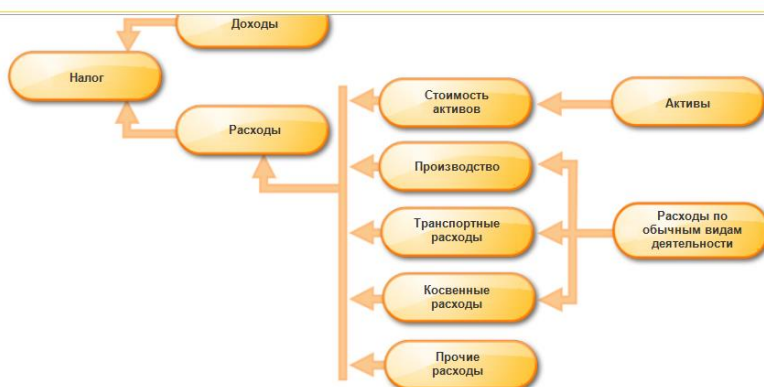 Доходы
Налог
Стоимость
активов
Активы
Расходы
Производство
Транспортные
расходы
Расходы по
обычным видам
деятельности
Косвенные
расходы
Прочие
расходы